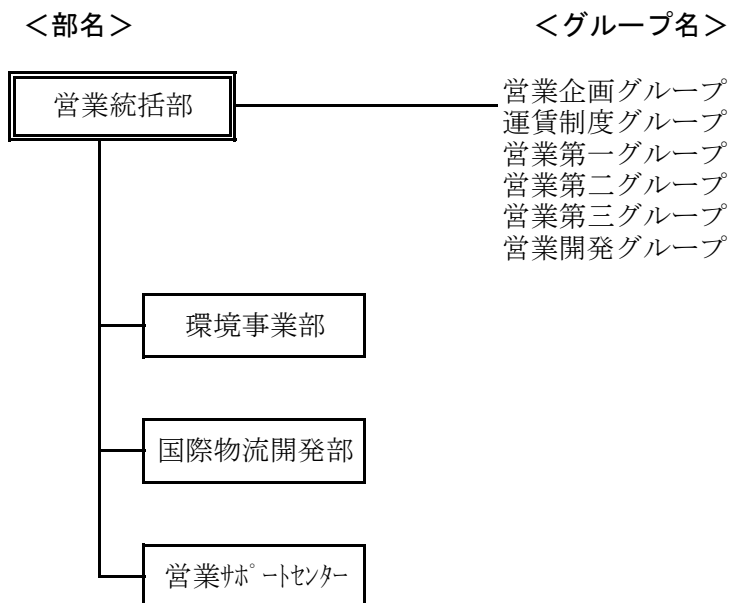 ＜部名＞
＜グループ名＞
営業統括部
営業企画グループ
運賃制度グループ
営業第一グループ
営業第二グループ
営業第三グループ
営業開発グループ
環境事業部
国際物流開発部
営業ｻﾎﾟｰﾄｾﾝﾀｰ